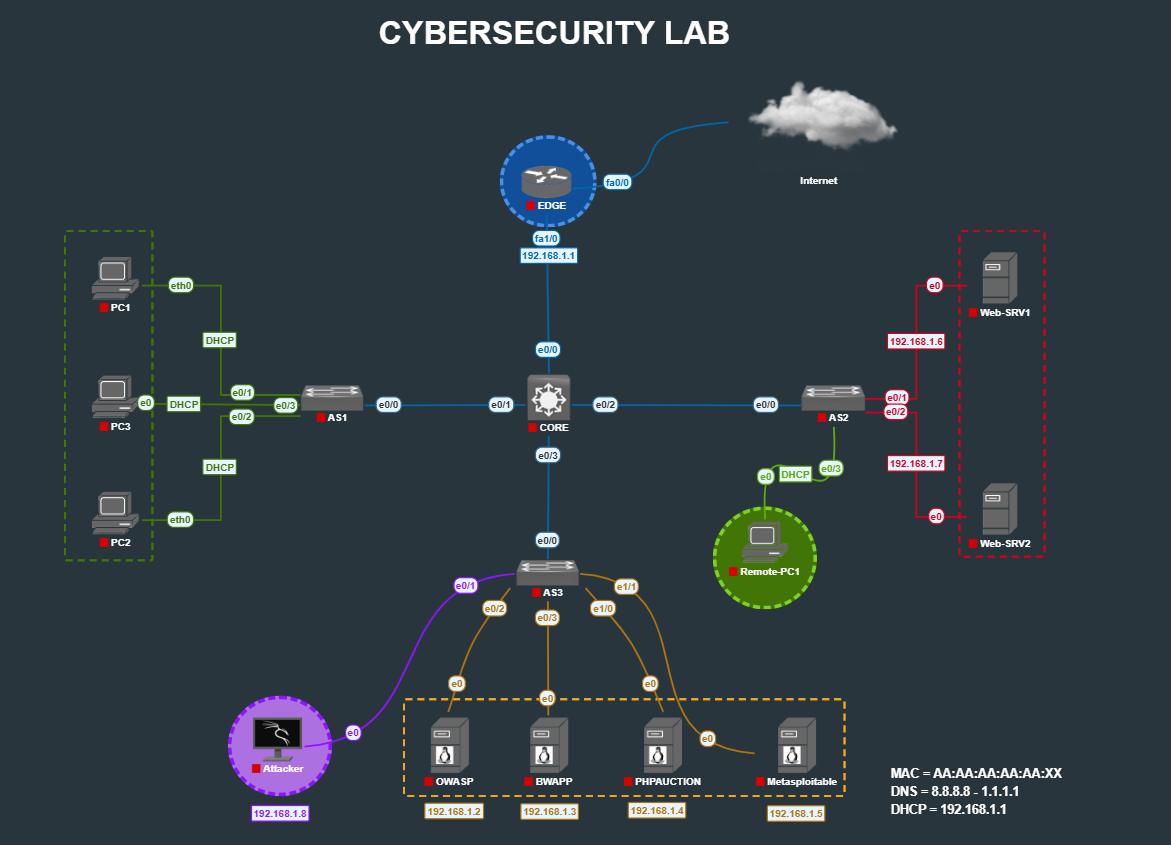 CYBERSECURITY LAB
Internet
fa0/0
EDGE
fa1/0
192.168.1.1
PC1
eth0
DHCP
PC3
e0
DHCP
e0/1
e0/3
e0/2
DHCP
PC2
eth0
AS1
e0/0
e0/0
e0/1
CORE
e0/2
e0/3
e0/0
AS2
e0/1
e0/2
e0/3
e0
192.168.1.6
Web-SRV1
192.168.1.7
e0
Web-SRV2
DHCP
e0
Remote-PC1
e0/0
AS3
e0/1
e0/2
e0/3
e1/0
e1/1
e0
e0
e0
e0
e0
Attacker
192.168.1.8
OWASP
BWAPP
PHPAUCTION
Metasploitable
192.168.1.2
192.168.1.3
192.168.1.4
192.168.1.5
MAC = AA:AA:AA:AA:AA:XX
DNS = 8.8.8.8 - 1.1.1.1
DHCP = 192.168.1.1